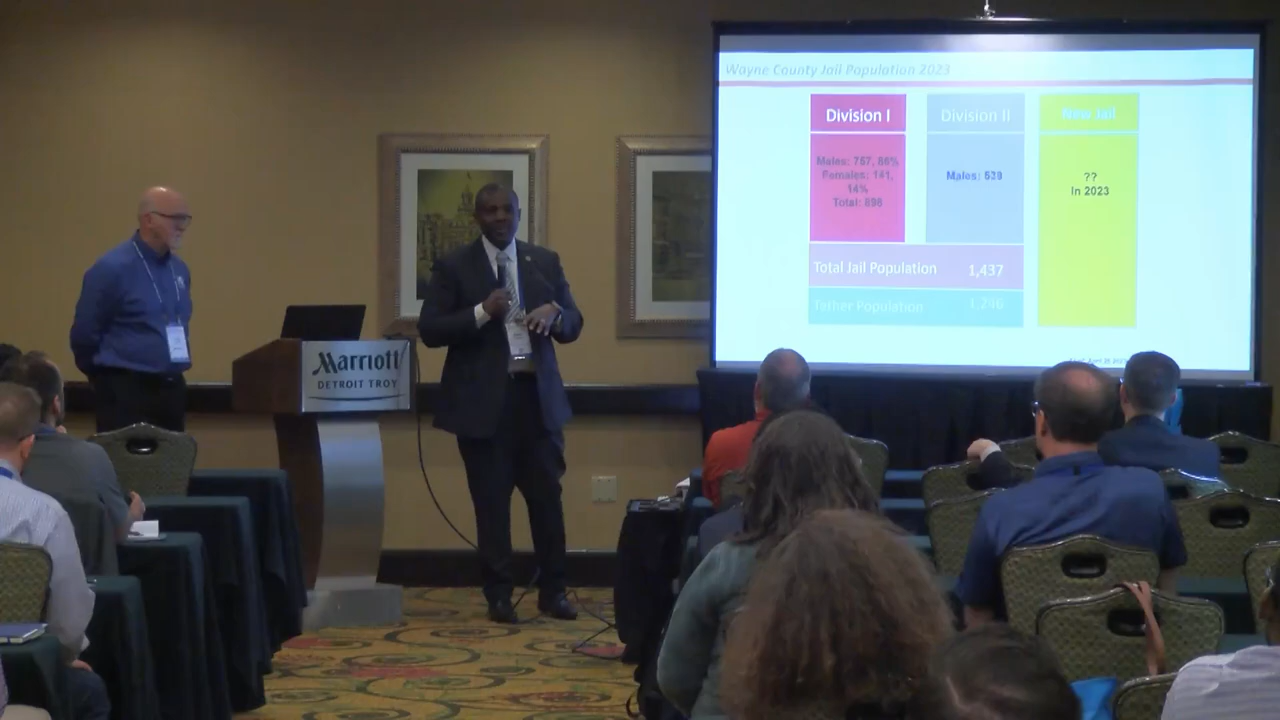 Wayne County Jail Population 2023
Division I
Division II
New Jail
Males: 757, 86%
Females: 141,
14%
Total: 898
Males: 539
??
In 2023
Total Jail Population 1,437
Tether Population
Marriott
DETROIT TROY